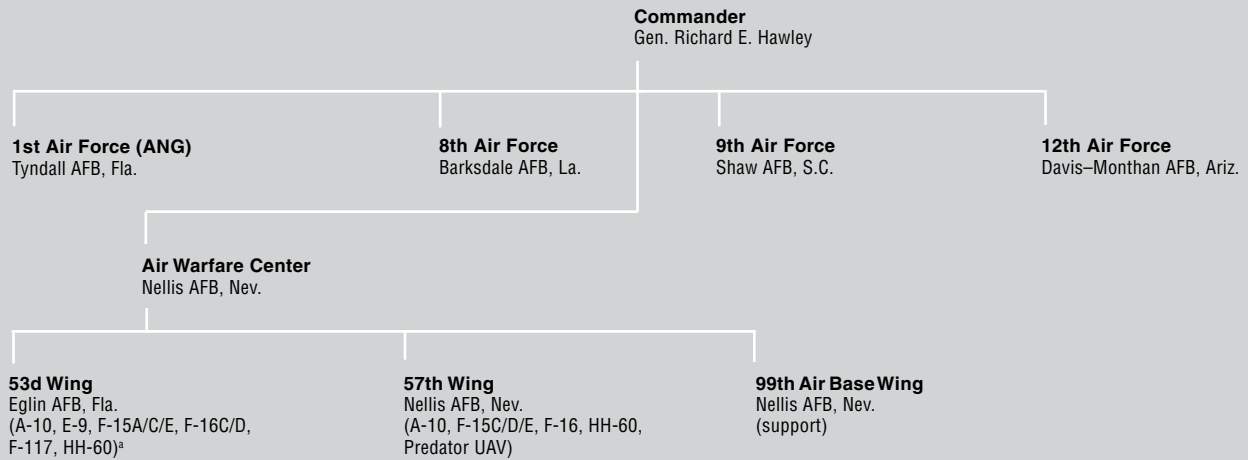 Commander
Gen. Richard E. Hawley
1st Air Force (ANG)
Tyndall AFB, Fla.
8th Air Force
Barksdale AFB, La.
9th Air Force
Shaw AFB, S.C.
12th Air Force
Davis–Monthan AFB, Ariz.
Air Warfare Center
Nellis AFB, Nev.
53d Wing
Eglin AFB, Fla.
(A-10, E-9, F-15A/C/E, F-16C/D,
F-117, HH-60)ᵃ
57th Wing
Nellis AFB, Nev.
(A-10, F-15C/D/E, F-16, HH-60,
Predator UAV)
99th Air Base Wing
Nellis AFB, Nev.
(support)